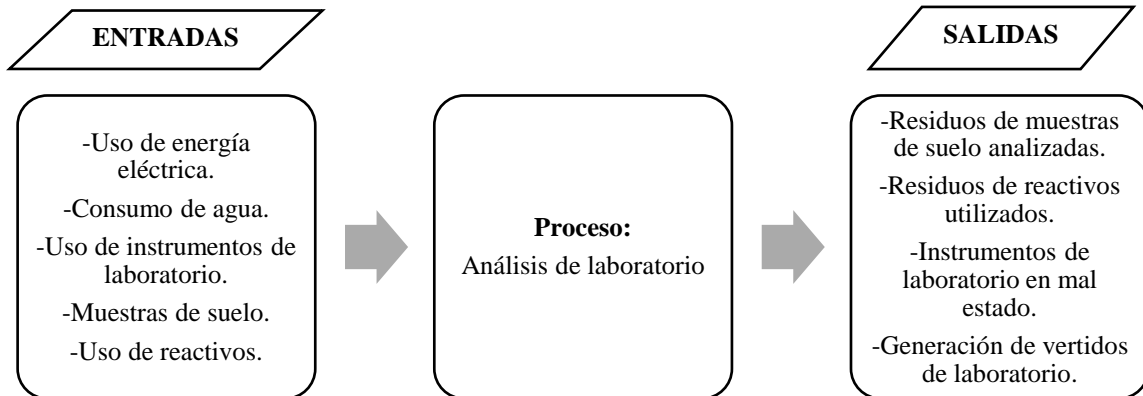 ENTRADAS
-Uso de energía
eléctrica.
-Consumo de agua.
-Uso de instrumentos de
laboratorio.
-Muestras de suelo.
-Uso de reactivos.
Proceso:
Análisis de laboratorio
SALIDAS
-Residuos de muestras
de suelo analizadas.
-Residuos de reactivos
utilizados.
-Instrumentos de
laboratorio en mal
estado.
-Generación de vertidos
de laboratorio.